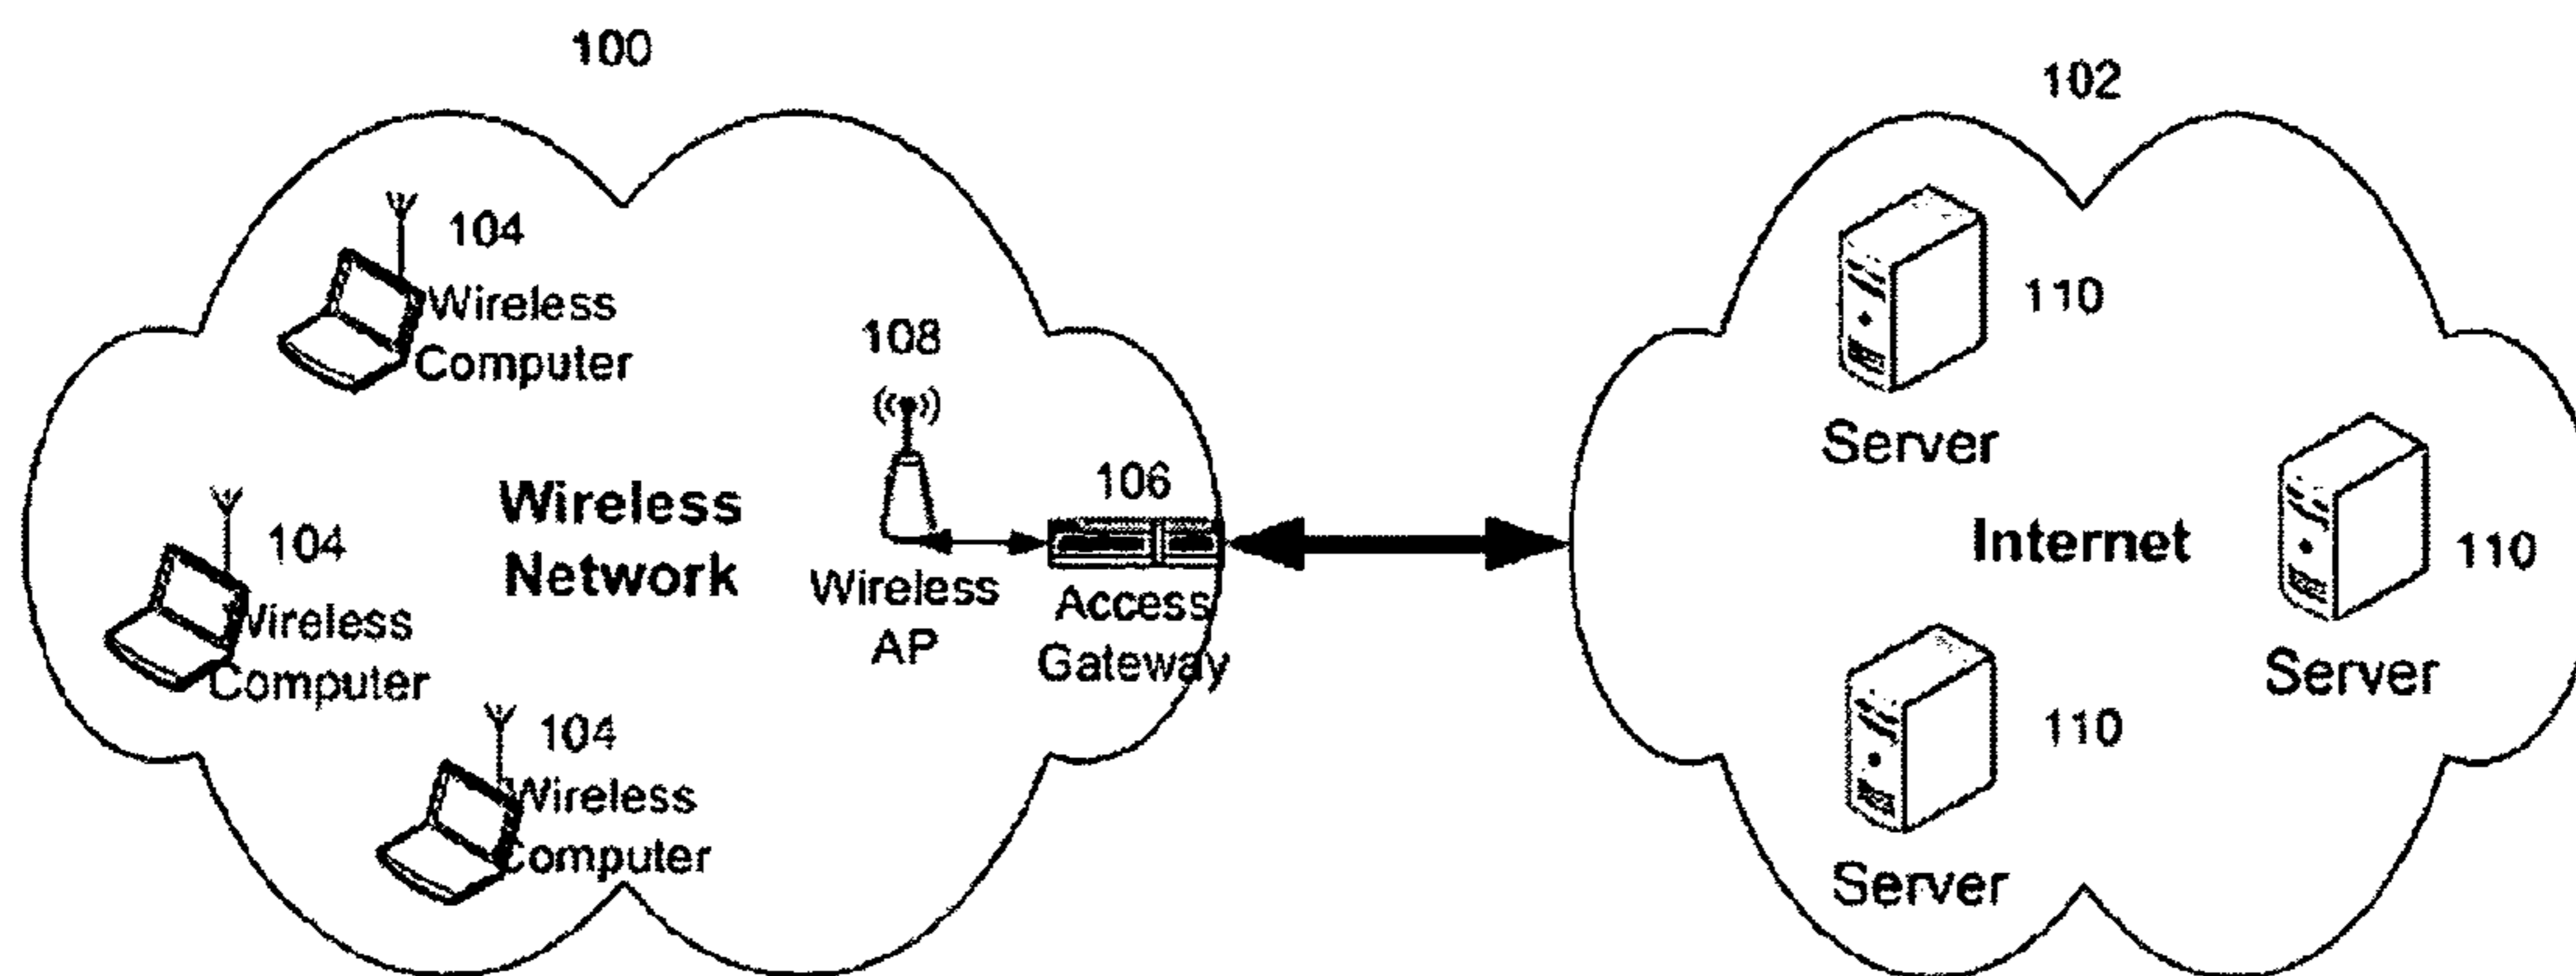 100
102
104
Wireless
Computer
108
110
Server
Wireless
Network
106
104
Wireless
Computer
Wireless
AP
Access
Gateway
Internet
110
Server
104
Wireless
Computer
110
Server